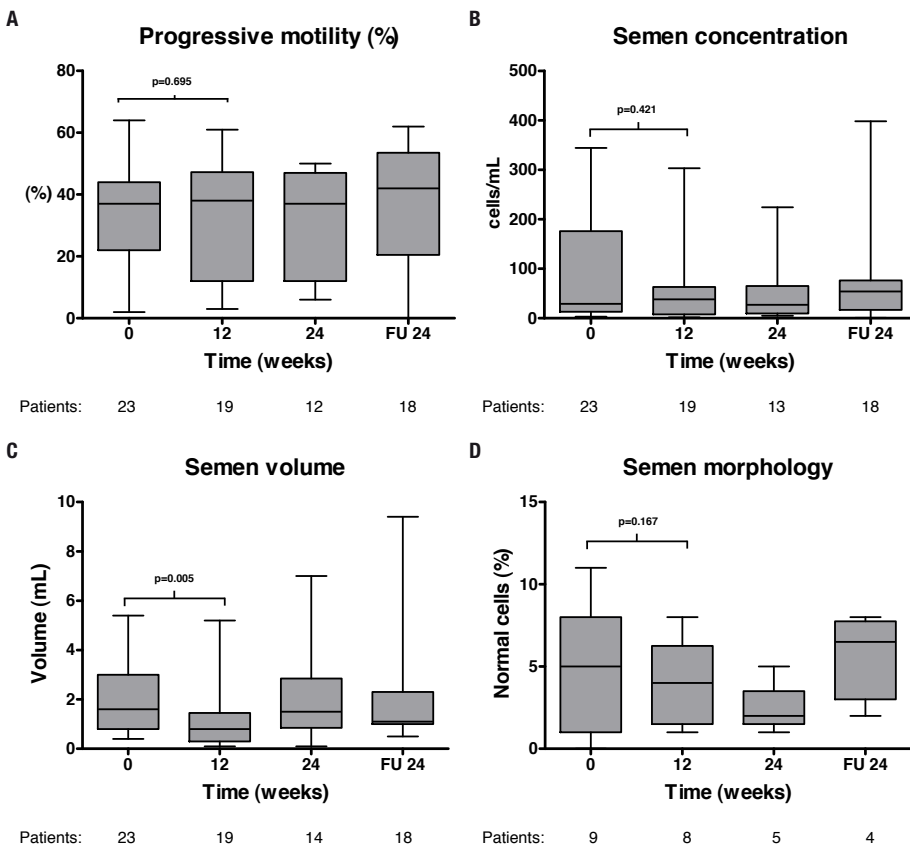 A
Progressive motility (%)
80
60
40
20
0
(%)
p=0.695
0 12 24 FU 24
Time (weeks)
Patients: 23 19 12 18
B
Semen concentration
500
400
300
200
100
0
cells/mL
p=0.421
0 12 24 FU 24
Time (weeks)
Patients: 23 19 13 18
C
Semen volume
10
8
6
4
2
0
Volume (mL)
p=0.005
0 12 24 FU 24
Time (weeks)
Patients: 23 19 14 18
D
Semen morphology
15
10
5
0
Normal cells (%)
p=0.167
0 12 24 FU 24
Time (weeks)
Patients: 9 8 5 4